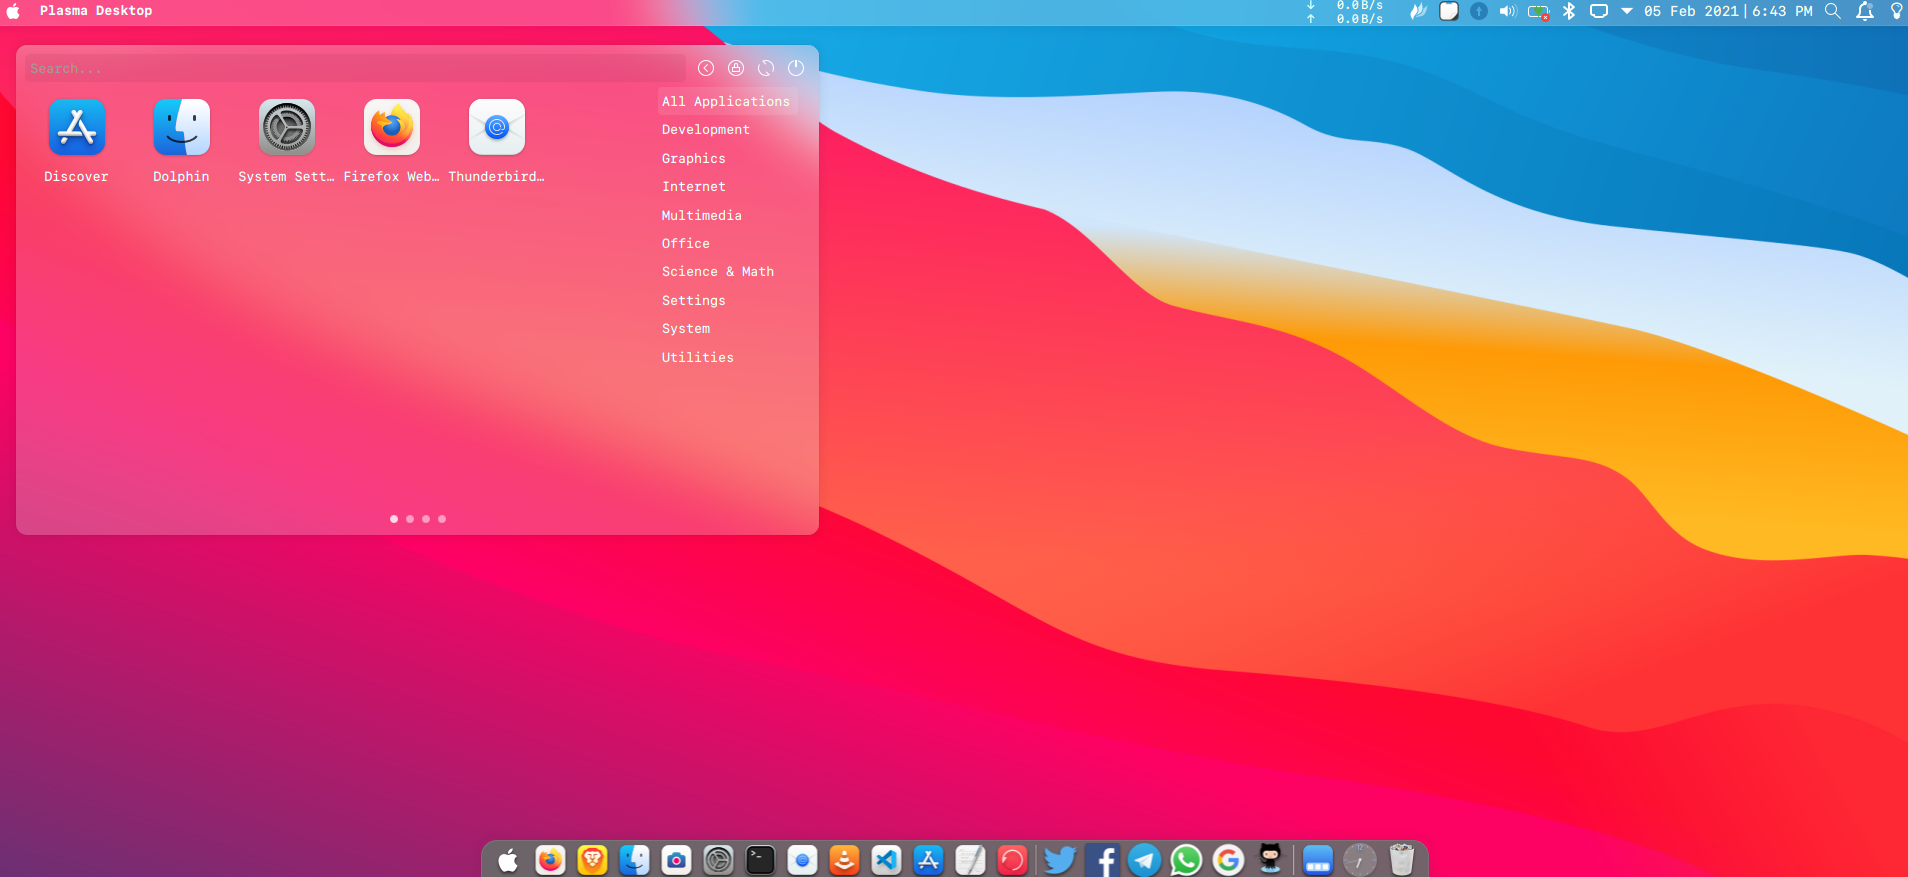 Plasma Desktop
0.0B/s
0.0B/s
05 Feb 2021|6:43 PM
Search...
Discover
Dolphin
System Sett…
Firefox Web…
Thunderbird…
All Applications
Development
Graphics
Internet
Multimedia
Office
Science & Math
Settings
System
Utilities